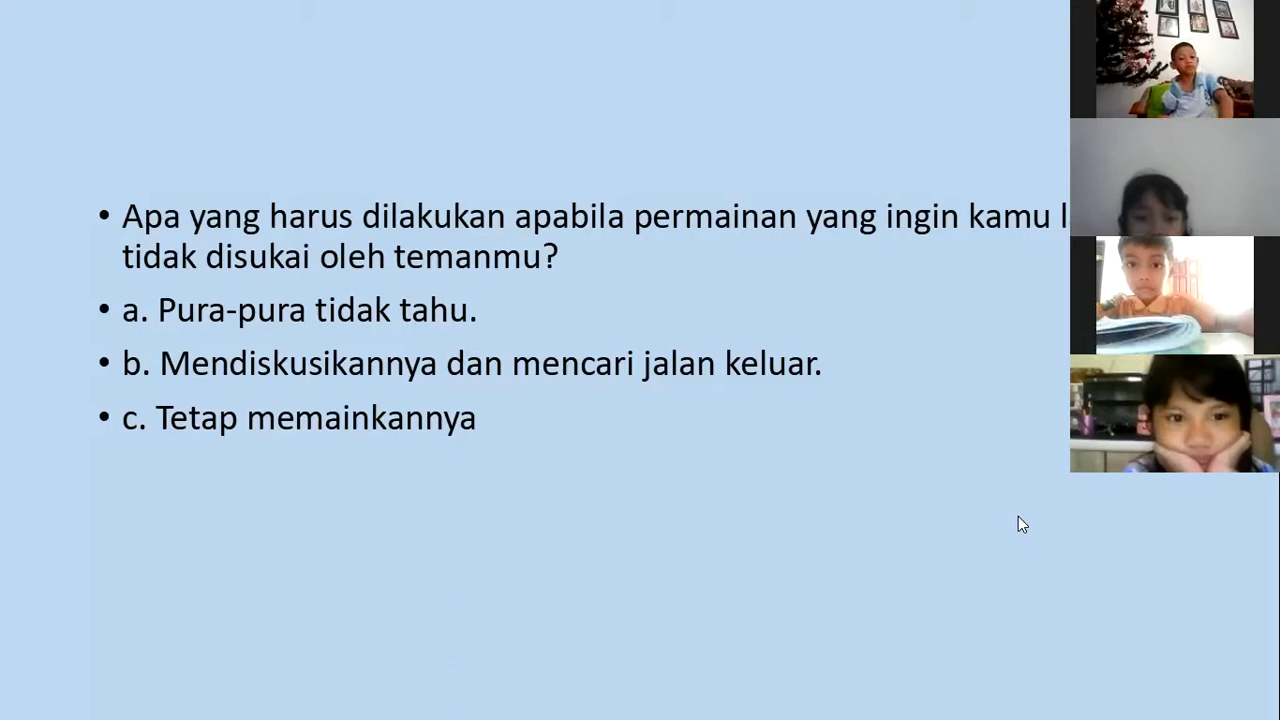 • Apa yang harus dilakukan apabila permainan yang ingin kamu
tidak disukai oleh temanmu?
• a. Pura-pura tidak tahu.
• b. Mendiskusikannya dan mencari jalan keluar.
• c. Tetap memainkannya